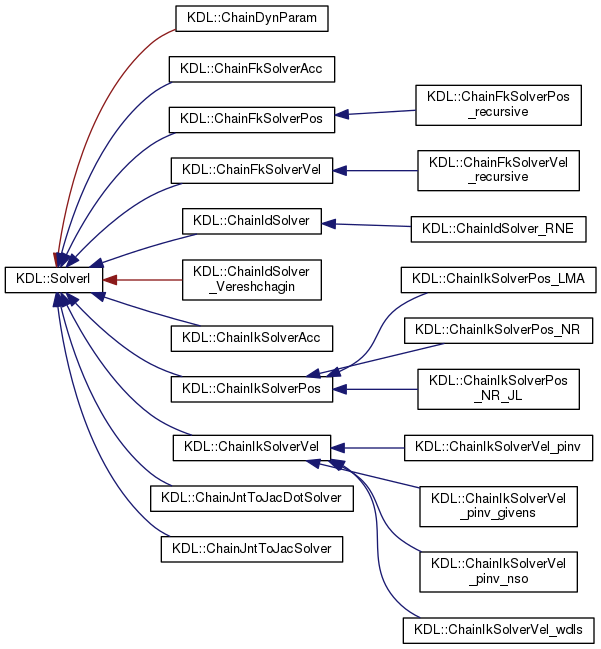 KDL::ChainDynParam
KDL::ChainFkSolverAcc
KDL::ChainFkSolverPos
KDL::ChainFkSolverPos
_recursive
KDL::ChainFkSolverVel
KDL::ChainFkSolverVel
_recursive
KDL::ChainIdSolver
KDL::ChainIdSolver_RNE
KDL::SolverI
KDL::ChainIdSolver
_Vereshchagin
KDL::ChainIkSolverPos_LMA
KDL::ChainIkSolverAcc
KDL::ChainIkSolverPos_NR
KDL::ChainIkSolverPos
KDL::ChainIkSolverPos
_NR_JL
KDL::ChainIkSolverVel
KDL::ChainIkSolverVel_pinv
KDL::ChainJntToJacDotSolver
KDL::ChainIkSolverVel
_pinv_givens
KDL::ChainJntToJacSolver
KDL::ChainIkSolverVel
_pinv_nso
KDL::ChainIkSolverVel_wdls